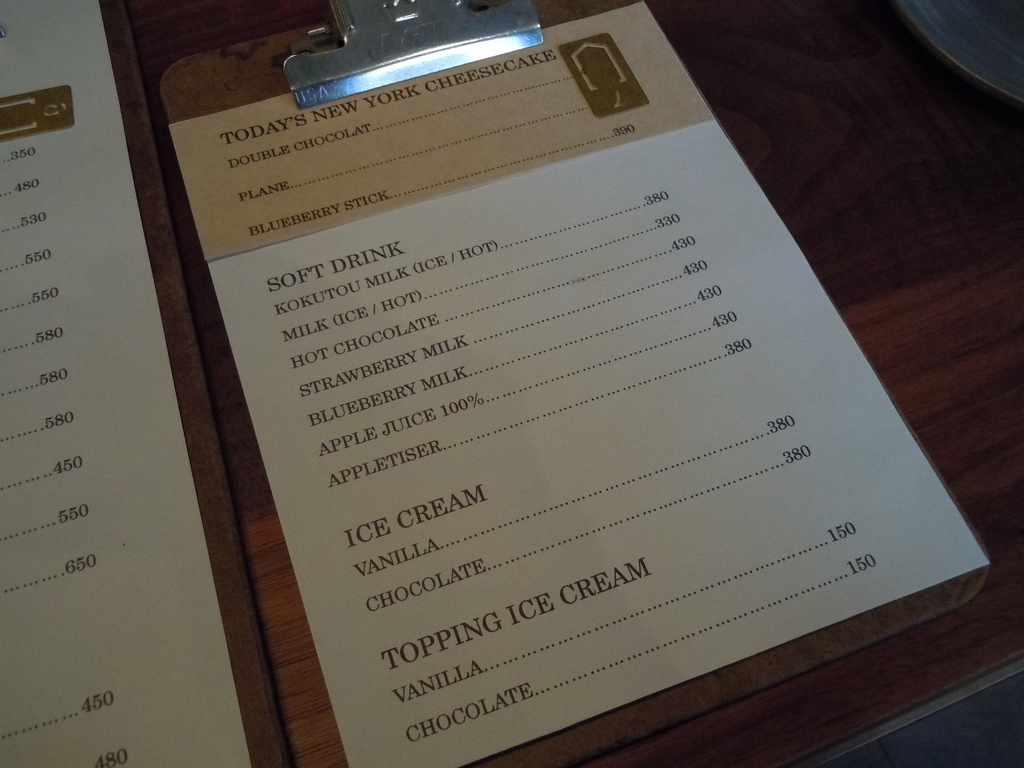 ...350
...480
...530
...550
...550
...580
...580
...580
...450
...550
...650
...450
480
TODAY'S NEW YORK CHEESECAKE
DOUBLE CHOCOLAT...
PLANE...
BLUEBERRY STICK...390
SOFT DRINK
KOKUTOU MILK (ICE / HOT)...380
MILK (ICE / HOT)...330
HOT CHOCOLATE ...430
STRAWBERRY MILK ...430
BLUEBERRY MILK...430
APPLE JUICE 100%...430
APPLETISER...380
ICE CREAM
VANILLA...380
CHOCOLATE...380
TOPPING ICE CREAM
VANILLA...150
CHOCOLATE...150